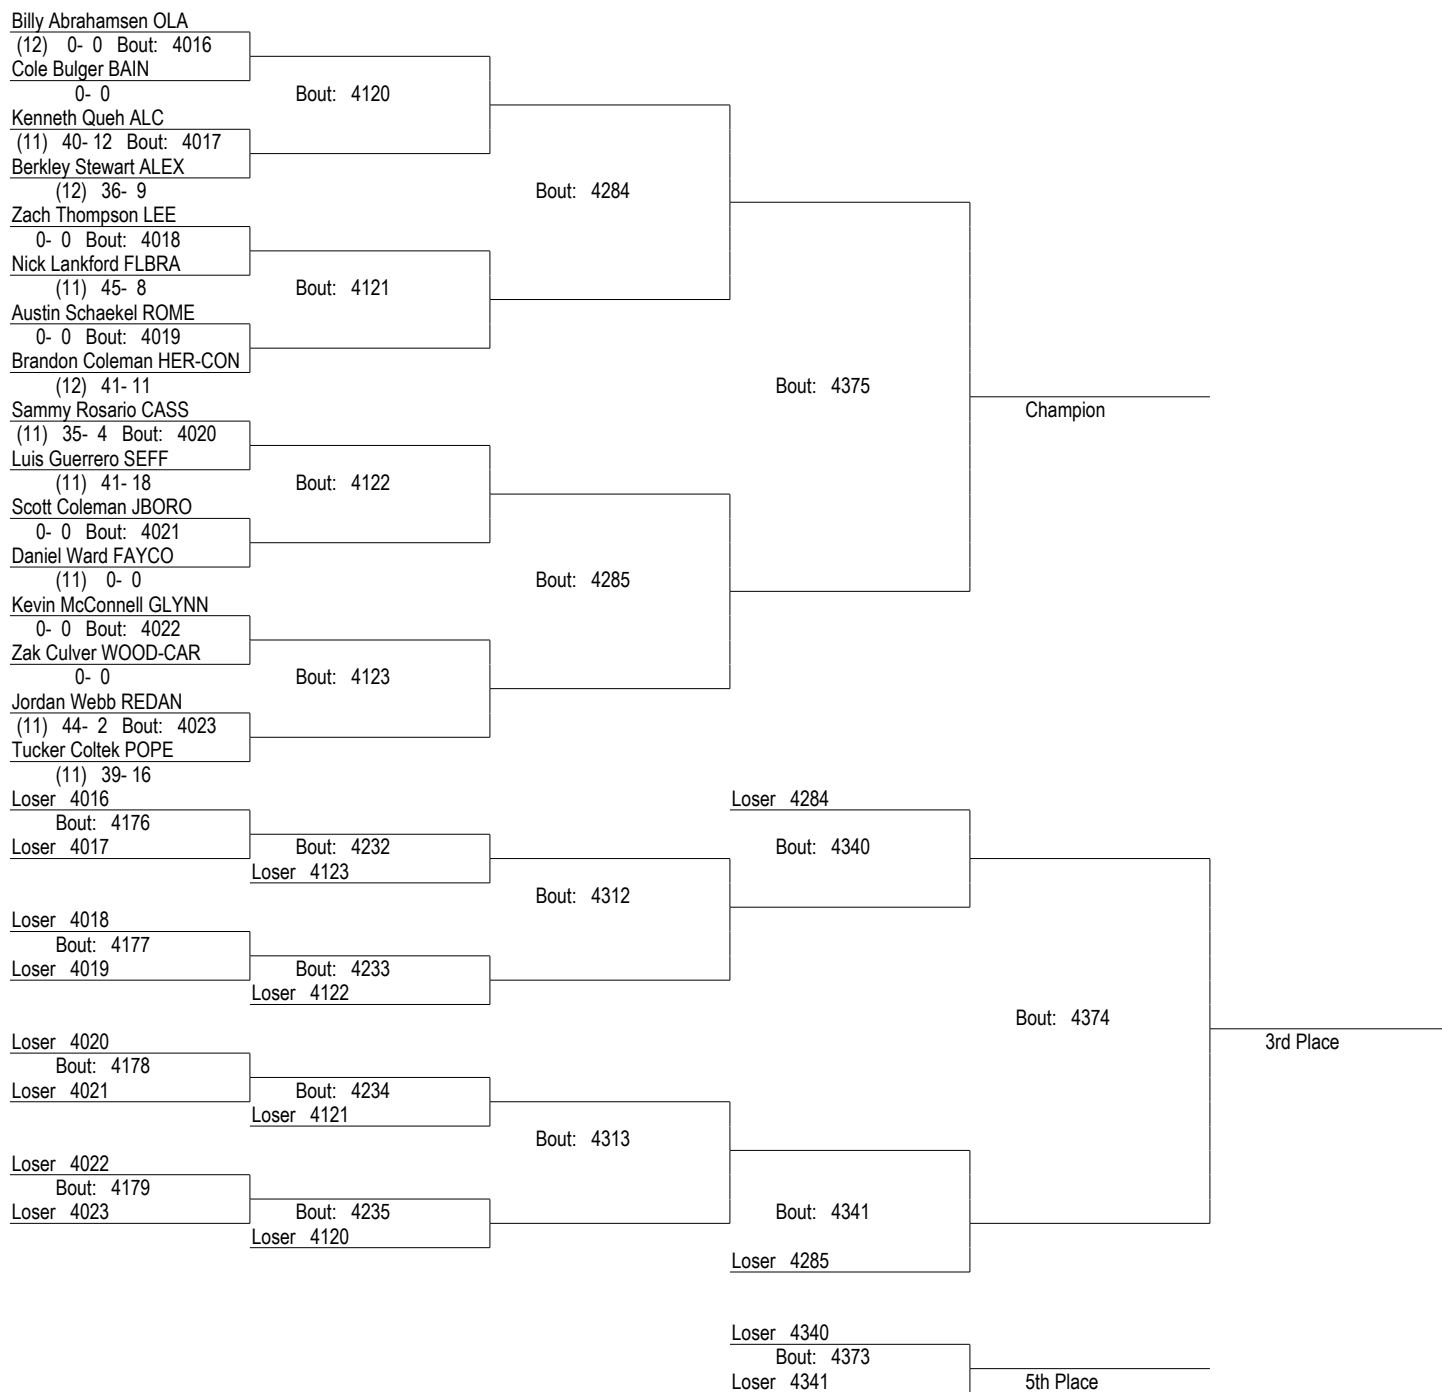 Billy Abrahamsen OLA
(12) 0- 0 Bout: 4016
Cole Bulger BAIN
0- 0
Bout: 4120
Kenneth Queh ALC
(11) 40- 12 Bout: 4017
Berkley Stewart ALEX
(12) 36- 9
Bout: 4284
Zach Thompson LEE
0- 0 Bout: 4018
Nick Lankford FLBRA
(11) 45- 8
Bout: 4121
Austin Schaekel ROME
0- 0 Bout: 4019
Brandon Coleman HER-CON
(12) 41- 11
Bout: 4375
Champion
Sammy Rosario CASS
(11) 35- 4 Bout: 4020
Luis Guerrero SEFF
(11) 41- 18
Bout: 4122
Scott Coleman JBORO
0- 0 Bout: 4021
Daniel Ward FAYCO
(11) 0- 0
Bout: 4285
Kevin McConnell GLYNN
0- 0 Bout: 4022
Zak Culver WOOD-CAR
0- 0
Bout: 4123
Jordan Webb REDAN
(11) 44- 2 Bout: 4023
Tucker Coltek POPE
(11) 39- 16
Loser 4016
Loser 4284
Bout: 4176
Loser 4017
Bout: 4232
Bout: 4340
Loser 4123
Bout: 4312
Loser 4018
Bout: 4177
Loser 4019
Bout: 4233
Loser 4122
Bout: 4374
Loser 4020
3rd Place
Bout: 4178
Loser 4021
Bout: 4234
Loser 4121
Bout: 4313
Loser 4022
Bout: 4179
Loser 4023
Bout: 4235
Bout: 4341
Loser 4120
Loser 4285
Loser 4340
Bout: 4373
Loser 4341
5th Place